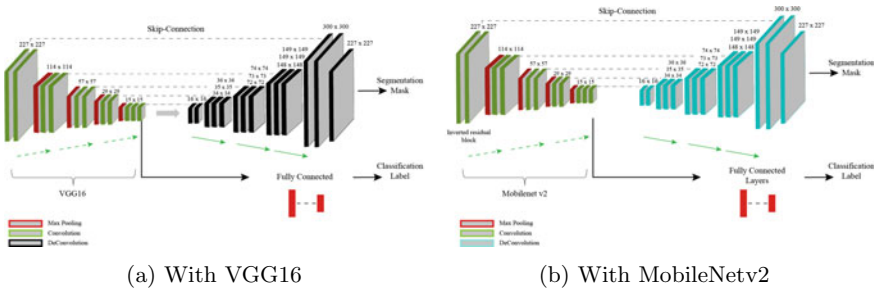 Skip-Connection
300 x 300
227 x 227
227 x 227
149 x 149
149 x 149
148 x 148
114 x 114
74 x 74
73 x 73
72 x 72
57 x 57
36 x 36
35 x 35
34 x 34
29 x 29
15 x 15
16 x 16
Segmentation
Mask
VGG16
Fully Connected
Classification
Label
Max Pooling
Convolution
DeConvolution
(a) With VGG16
Skip-Connection
300 x 300
227 x 227
227 x 227
149 x 149
149 x 149
148 x 148
114 x 114
74 x 74
73 x 73
72 x 72
57 x 57
36 x 36
35 x 35
34 x 34
29 x 29
15 x 15
16 x 16
Segmentation
Mask
Inverted residual
block
Mobilenet v2
Fully Connected
Layers
Classification
Label
Max Pooling
Convolution
DeConvolution
(b) With MobileNetv2